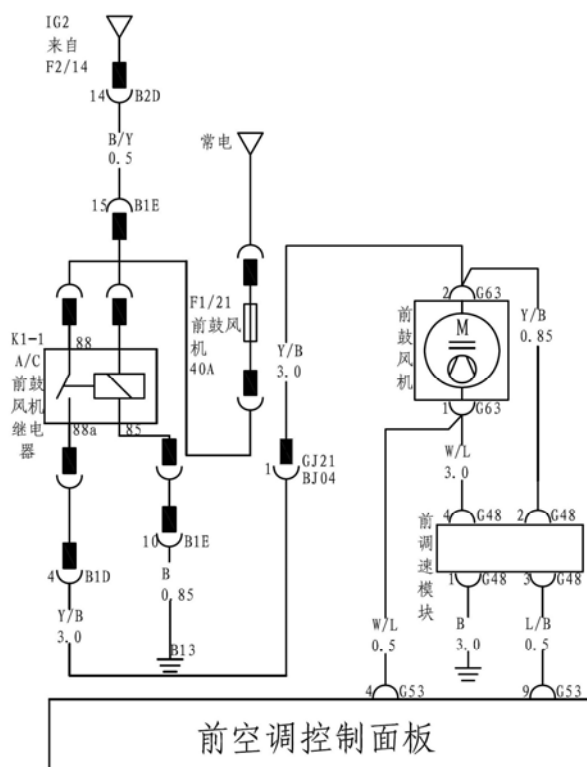 IG2
来自
F2/14
14 B2D
B/Y
0.5
常电
15 B1E
F1/21
前鼓风
机
40A
K1-1 88
A/C
前鼓
风机
继电
器
88a 85
Y/B
3.0
2 G63
前鼓风机
M
Y/B
0.85
1 G63
W/L
3.0
1 GJ21
BJ04
4 G48 2 G48
前调速模块
1 G48 3 G48
10 B1E
4 B1D
B
0.85
Y/B
3.0
B13
W/L
0.5
B
3.0
L/B
0.5
4 G53 9 G53
前空调控制面板